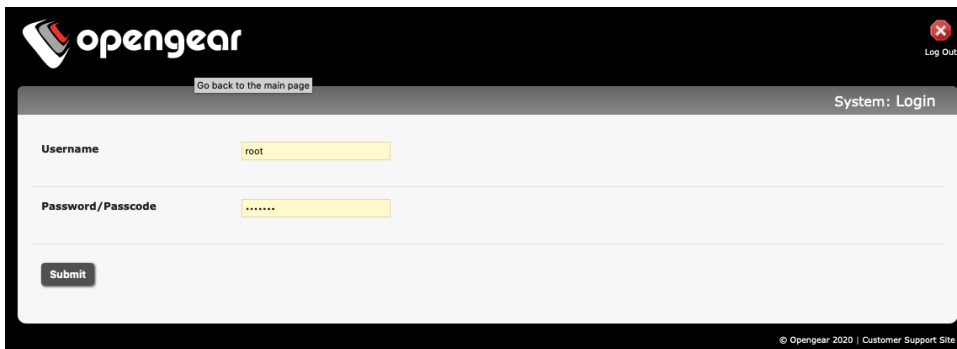 opengear
Log Out
Go back to the main page
System: Login
Username
root
Password/Passcode
.......
Submit
© Opengear 2020 | Customer Support Site